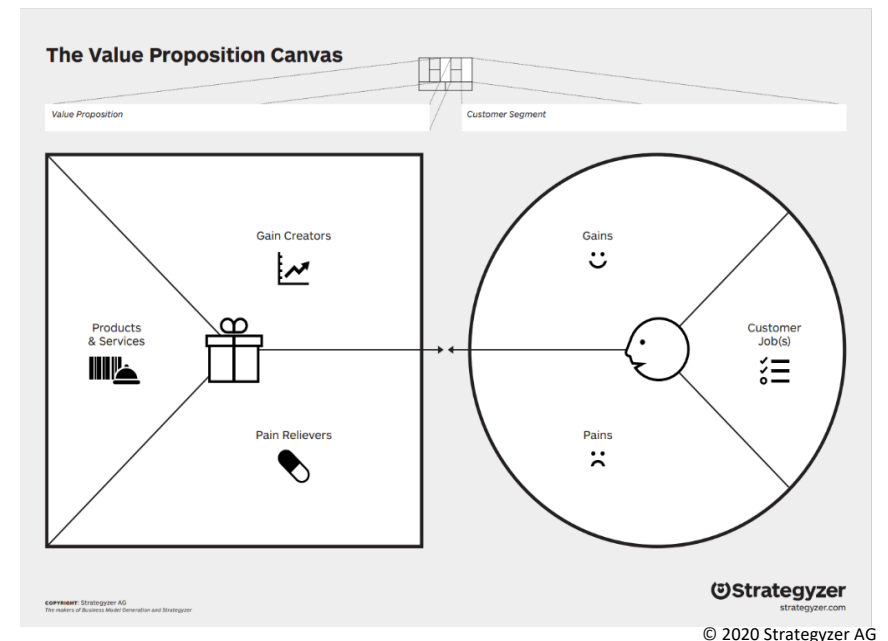 The Value Proposition Canvas
Value Proposition
Customer Segment
Gain Creators
Gains
Products
& Services
Customer
Job(s)
Pain Relievers
Pains
COPYRIGHT: Strategyzer AG
The makers of Business Model Generation and Strategyzer
Strategyzer
strategyzer.com
© 2020 Strategyzer AG